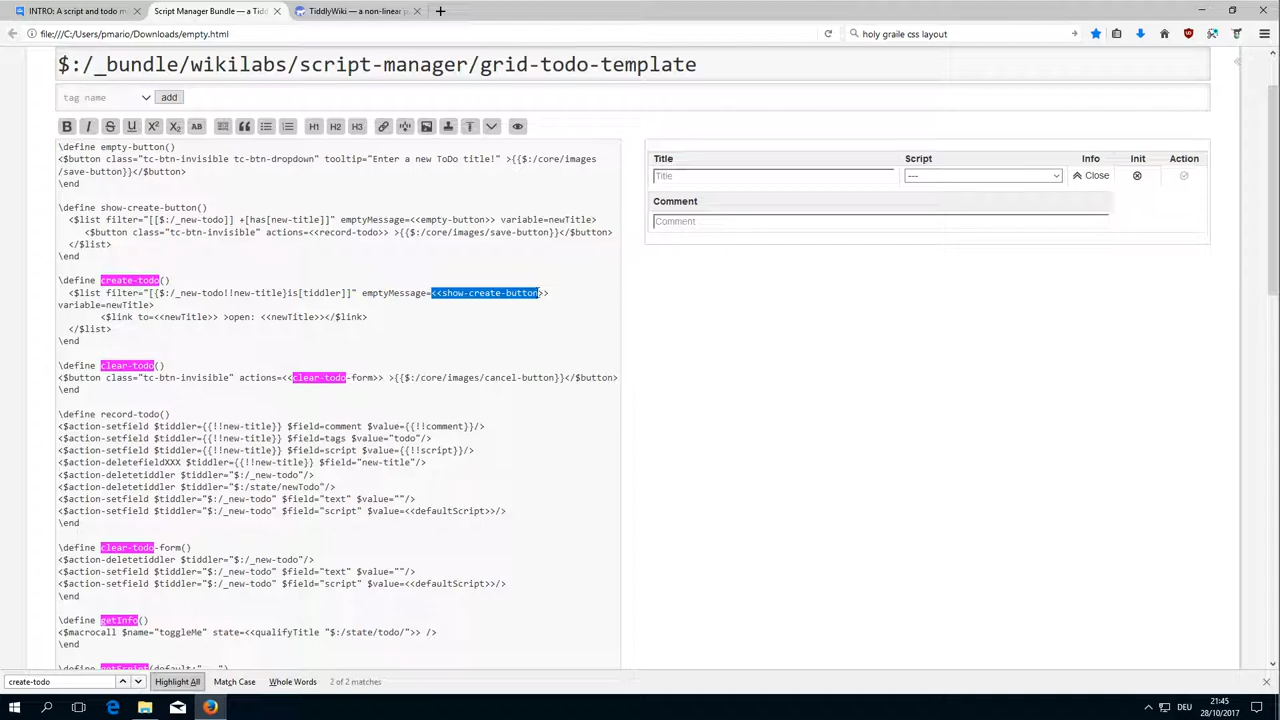 INTRO: A script and todo m
Script Manager Bundle — a Tidd
TiddlyWiki — a non-linear
file:///C:/Users/pmario/Downloads/empty.html
holy graile css layout
$:/_bundle/wikilabs/script-manager/grid-todo-template
tag name
add
B I S U X² X₂ AB H1 H2 H3
\define empty-button()
<$button class="tc-btn-invisible tc-btn-dropdown" tooltip="Enter a new ToDo title!" >{{$:/core/images
/save-button}}</$button>
\end
\define show-create-button()
<$list filter="[[$:/_new-todo]] +[has[new-title]]" emptyMessage=<<empty-button>> variable=newTitle>
<$button class="tc-btn-invisible" actions=<<record-todo>> >{{$:/core/images/save-button}}</$button>
</$list>
\end
\define create-todo()
<$list filter="[{$:/_new-todo!!new-title}is[tiddler]]" emptyMessage=<<show-create-button>>
variable=newTitle>
<$link to=<<newTitle>> >open: <<newTitle>></$link>
</$list>
\end
\define clear-todo()
<$button class="tc-btn-invisible" actions=<<clear-todo-form>> >{{$:/core/images/cancel-button}}</$button>
\end
\define record-todo()
<$action-setfield $tiddler={{!!new-title}} $field=comment $value={{!!comment}}/>
<$action-setfield $tiddler={{!!new-title}} $field=tags $value="todo"/>
<$action-setfield $tiddler={{!!new-title}} $field=script $value={{!!script}}/>
<$action-deletefieldXXX $tiddler={{!!new-title}} $field="new-title"/>
<$action-deletetiddler $tiddler="$:/_new-todo"/>
<$action-deletetiddler $tiddler="$:/state/newTodo"/>
<$action-setfield $tiddler="$:/_new-todo" $field="text" $value=""/>
<$action-setfield $tiddler="$:/_new-todo" $field="script" $value=<<defaultScript>>/>
\end
\define clear-todo-form()
<$action-deletetiddler $tiddler="$:/_new-todo"/>
<$action-setfield $tiddler="$:/_new-todo" $field="text" $value=""/>
<$action-setfield $tiddler="$:/_new-todo" $field="script" $value=<<defaultScript>>/>
\end
\define getInfo()
<$macrocall $name="toggleMe" state=<<qualifyTitle "$:/state/todo/">> />
\end
\define getScript(default:"---")
Title Script Info Init Action
Title --- Close
Comment
Comment
create-todo
Highlight All
Match Case
Whole Words
2 of 2 matches
DEU
21:45
28/10/2017